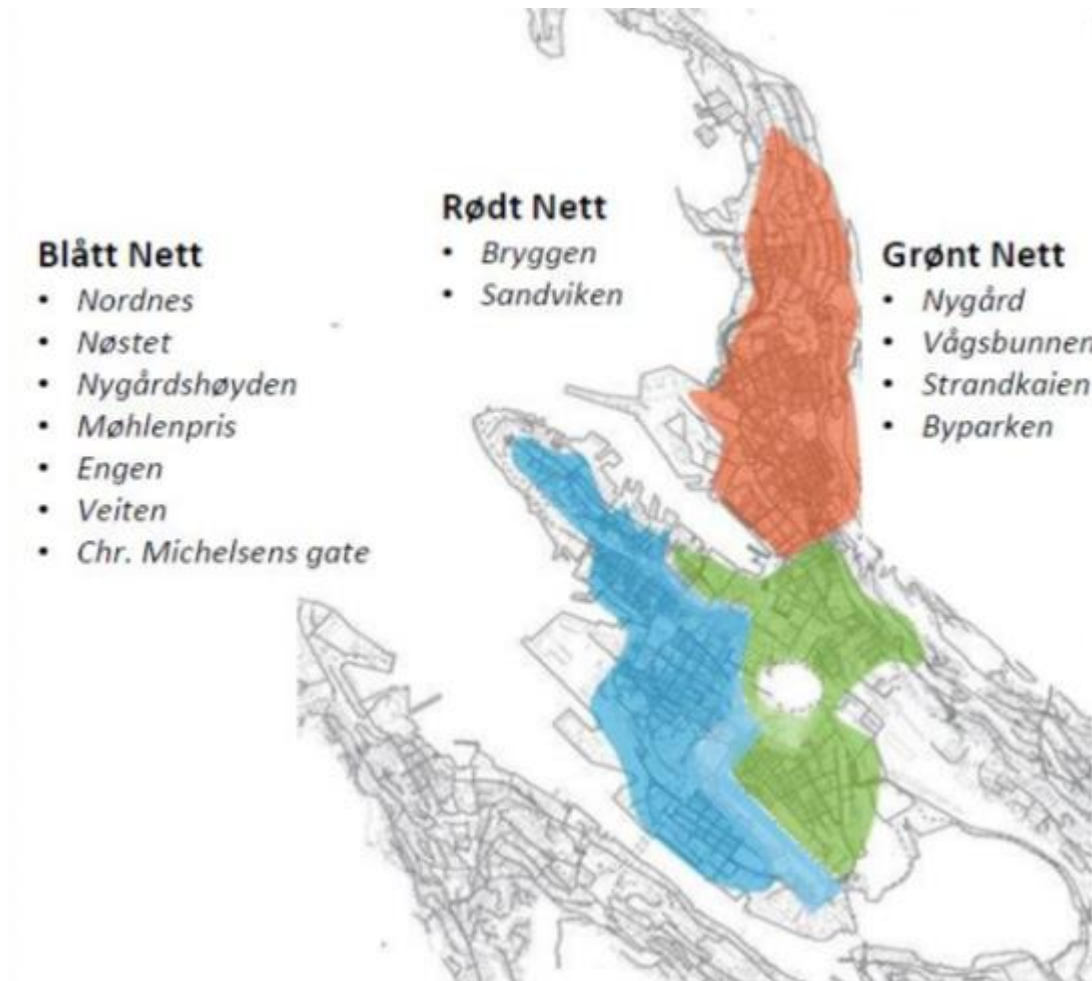 Blått Nett
• Nordnes
• Nøstet
• Nygårdshøyden
• Møhlenpris
• Engen
• Veiten
• Chr. Michelsens gate
Rødt Nett
• Bryggen
• Sandviken
Grønt Nett
• Nygård
• Vågsbunnen
• Strandkaien
• Byparken